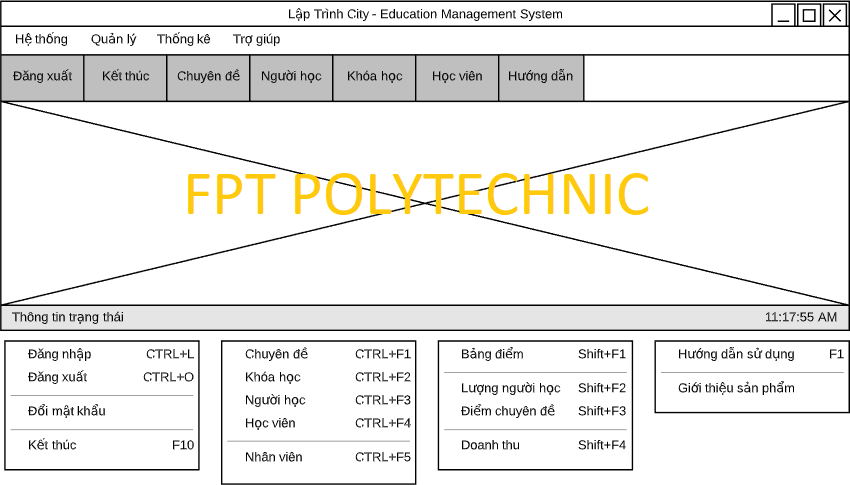 Lập Trình City - Education Management System
Hệ thống Quản lý Thống kê Trợ giúp
Đăng xuất Kết thúc Chuyên đề Người học Khóa học Học viên Hướng dẫn
FPT POLYTECHNIC
Thông tin trạng thái 11:17:55 AM
Đăng nhập CTRL+L
Đăng xuất CTRL+O
Đổi mật khẩu
Kết thúc F10
Chuyên đề CTRL+F1
Khóa học CTRL+F2
Người học CTRL+F3
Học viên CTRL+F4
Nhân viên CTRL+F5
Bảng điểm Shift+F1
Lượng người học Shift+F2
Điểm chuyên đề Shift+F3
Doanh thu Shift+F4
Hướng dẫn sử dụng F1
Giới thiệu sản phẩm